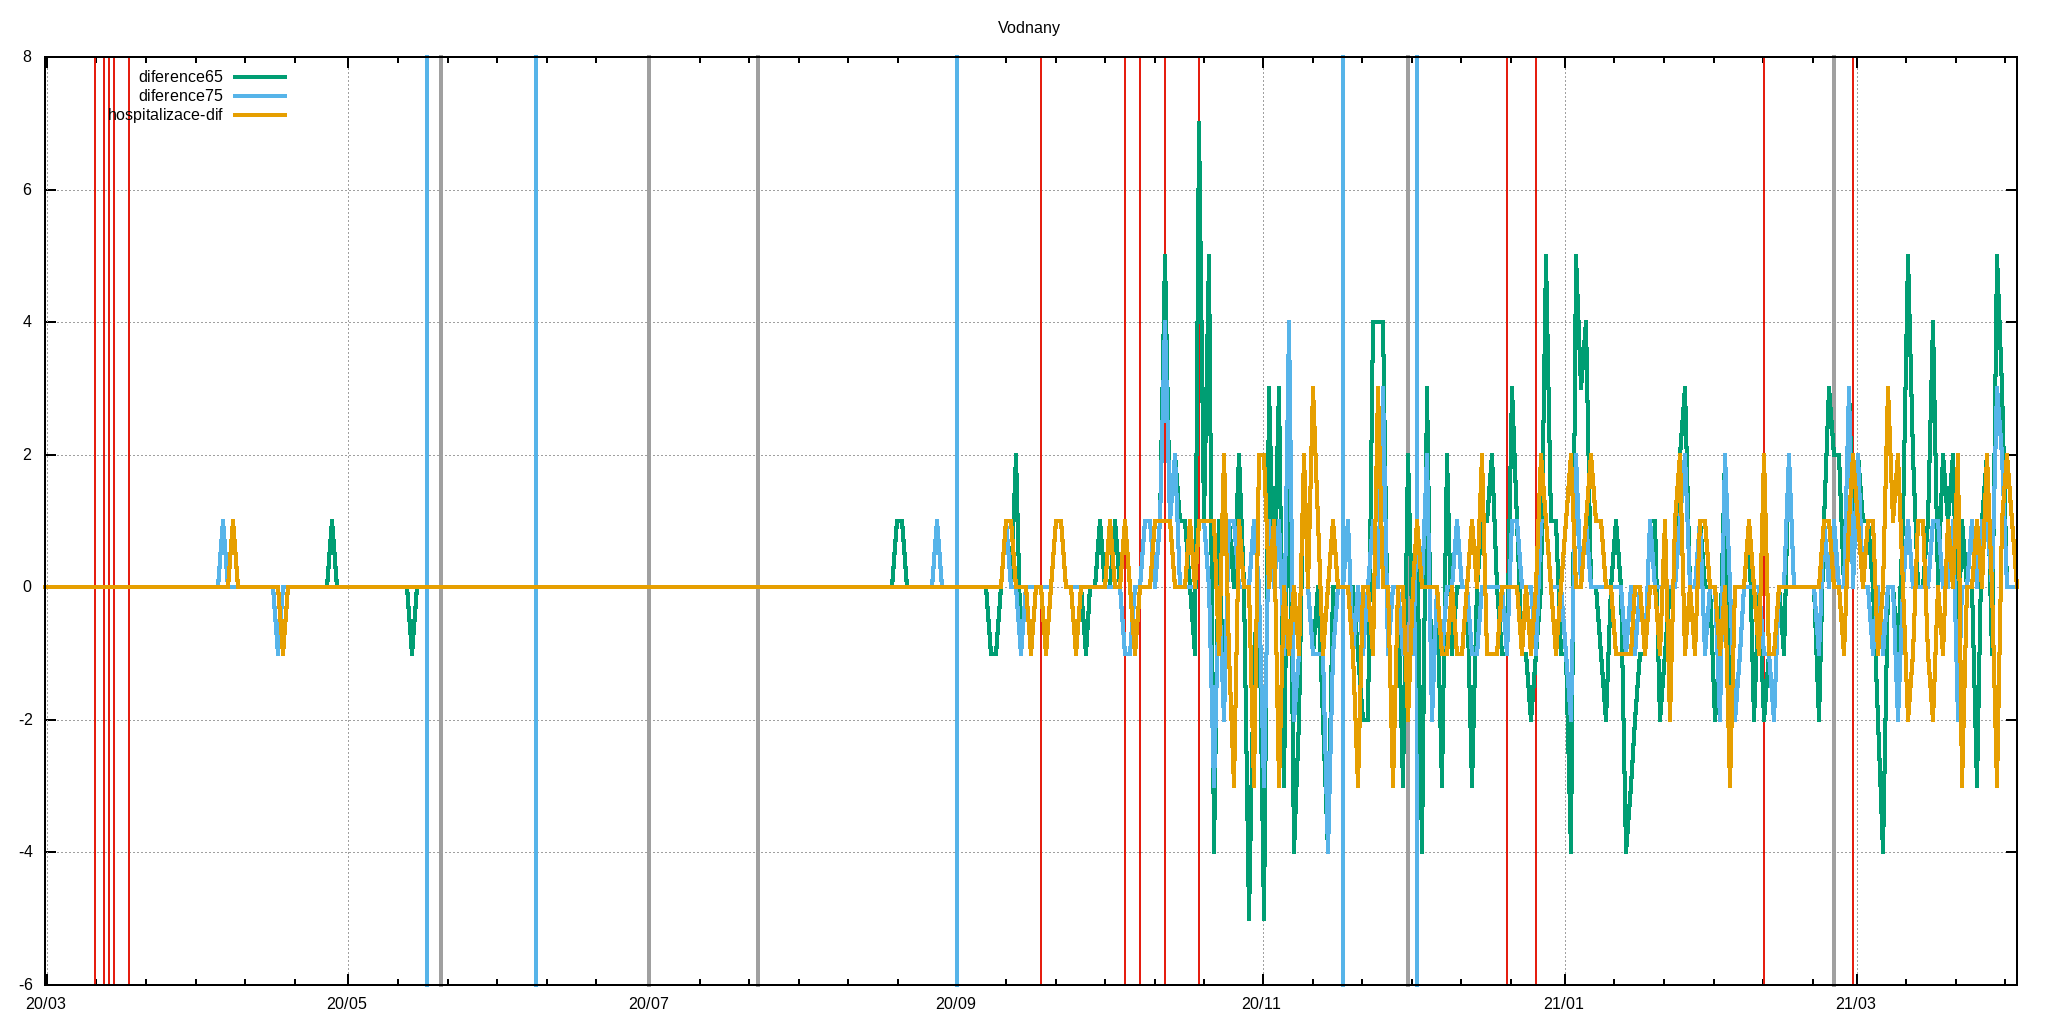 Vodnany
diference65
diference75
hospitalizace-dif
8
6
4
2
0
-2
-4
-6
20/03 20/05 20/07 20/09 20/11 21/01 21/03